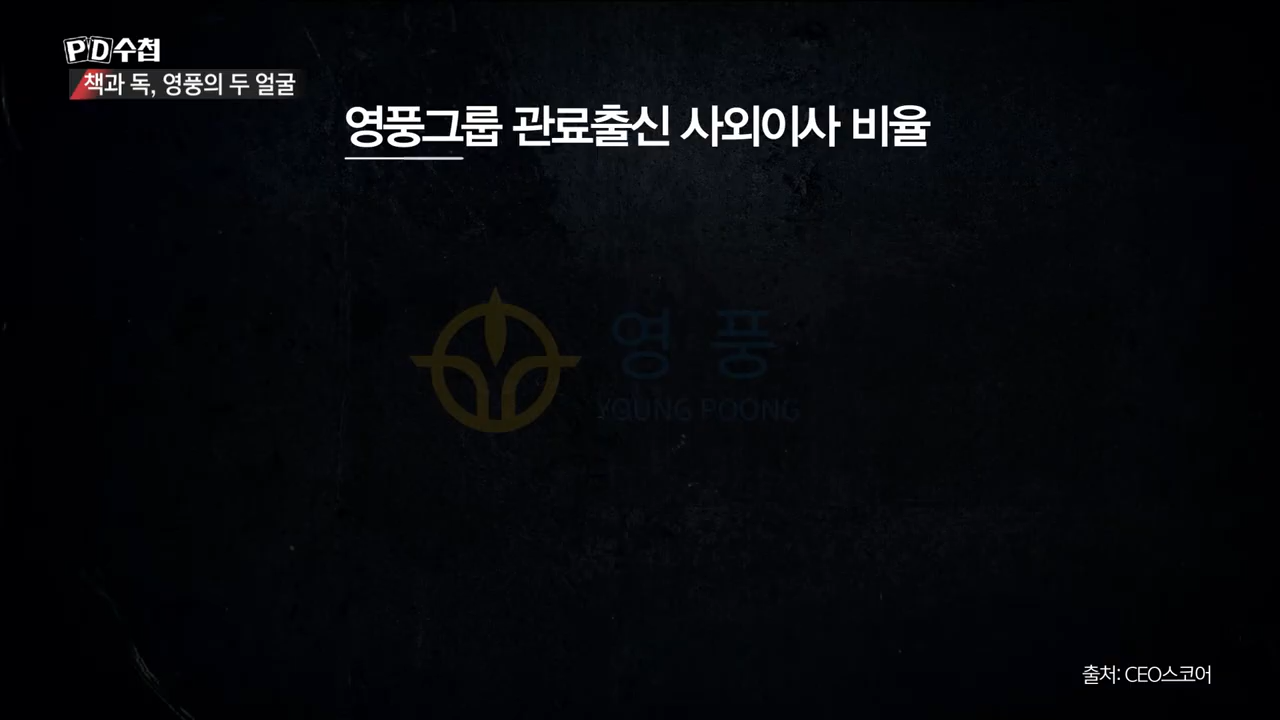 PD수첩
책과 독, 영풍의 두 얼굴
영풍그룹 관료출신 사외이사 비율
영풍
YOUNG POONG
출처: CEO스코어